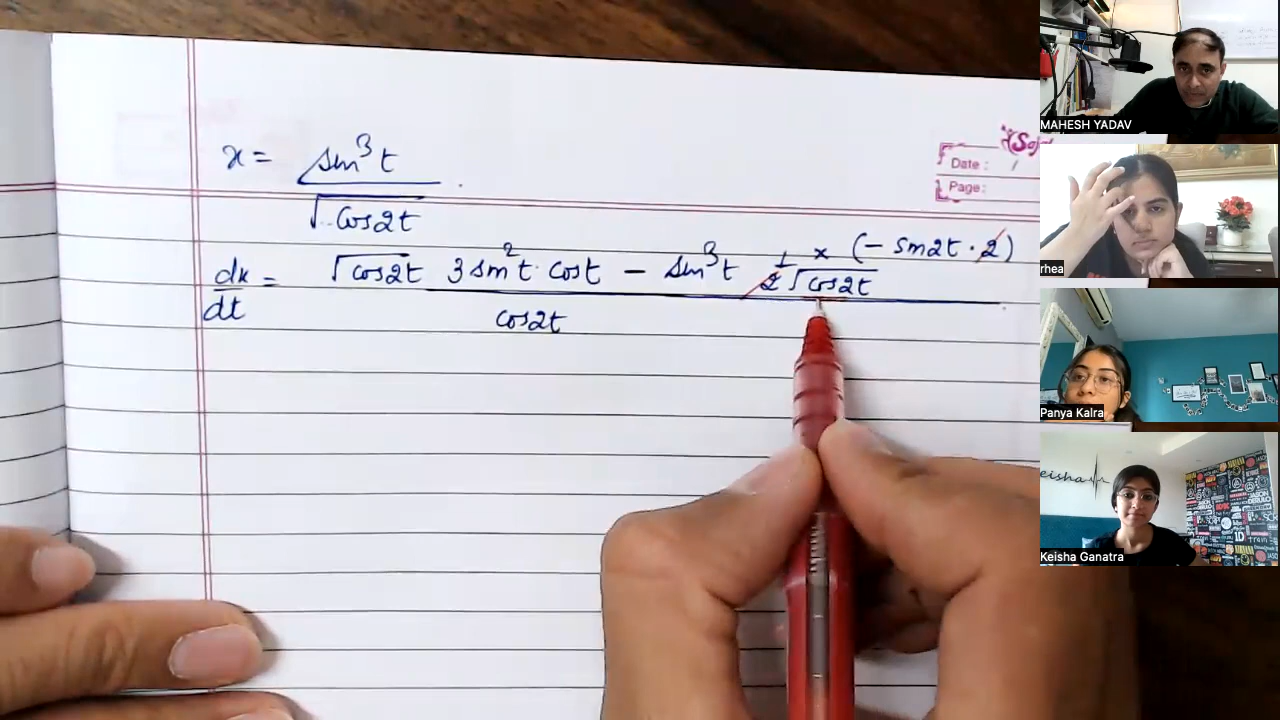 x = sin³t
√cos2t
dx/dt = √cos2t 3sin²t · cost − sin³t 1/2√cos2t × (− sin2t · 2)
cos2t
Date : /
Page:
MAHESH YADAV
rhea
Panya Kalra
Keisha Ganatra
eisha